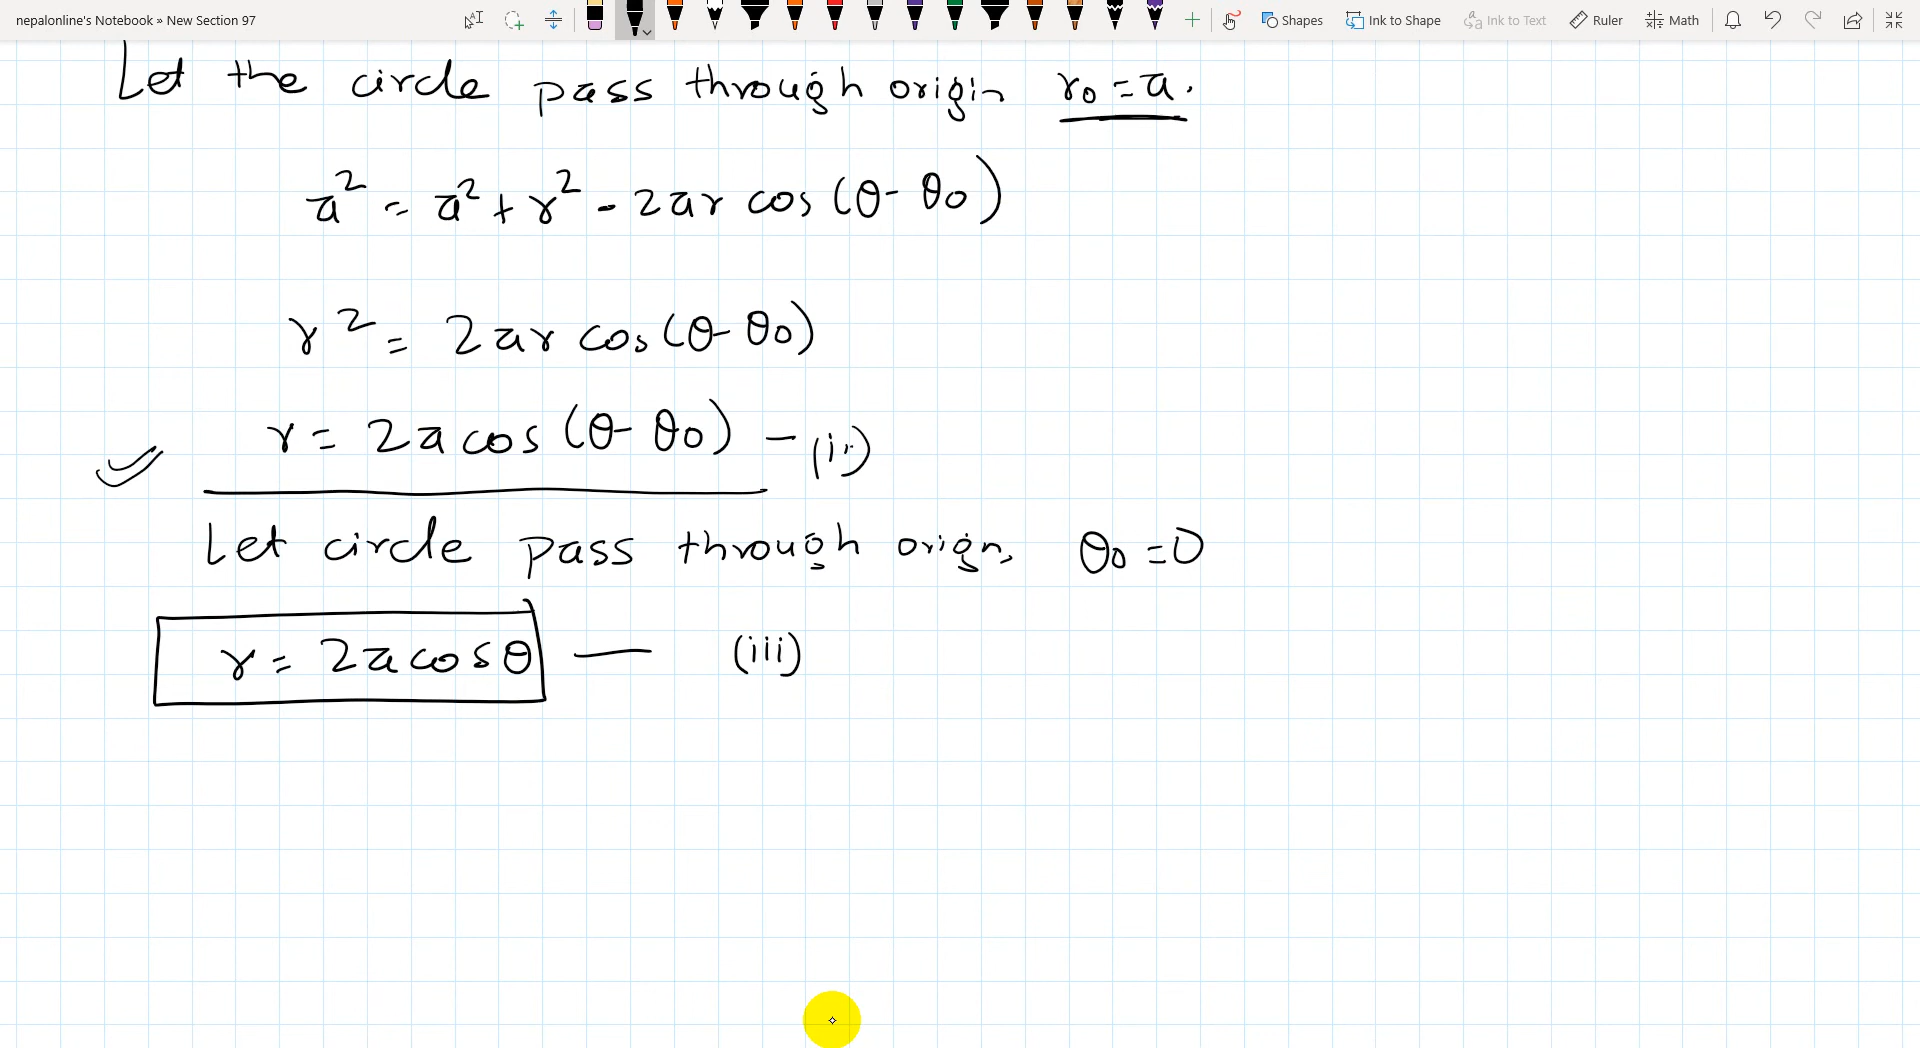 nepalonline's Notebook » New Section 97 Shapes Ink to Shape Ink to Text Ruler Math
Let the circle pass through origin r₀ = a.
a² = a² + r² - 2ar cos (θ - θ₀)
r² = 2ar cos (θ - θ₀)
r = 2a cos (θ - θ₀) — (ii)
Let circle pass through orign, θ₀ = 0
r = 2a cos θ — (iii)